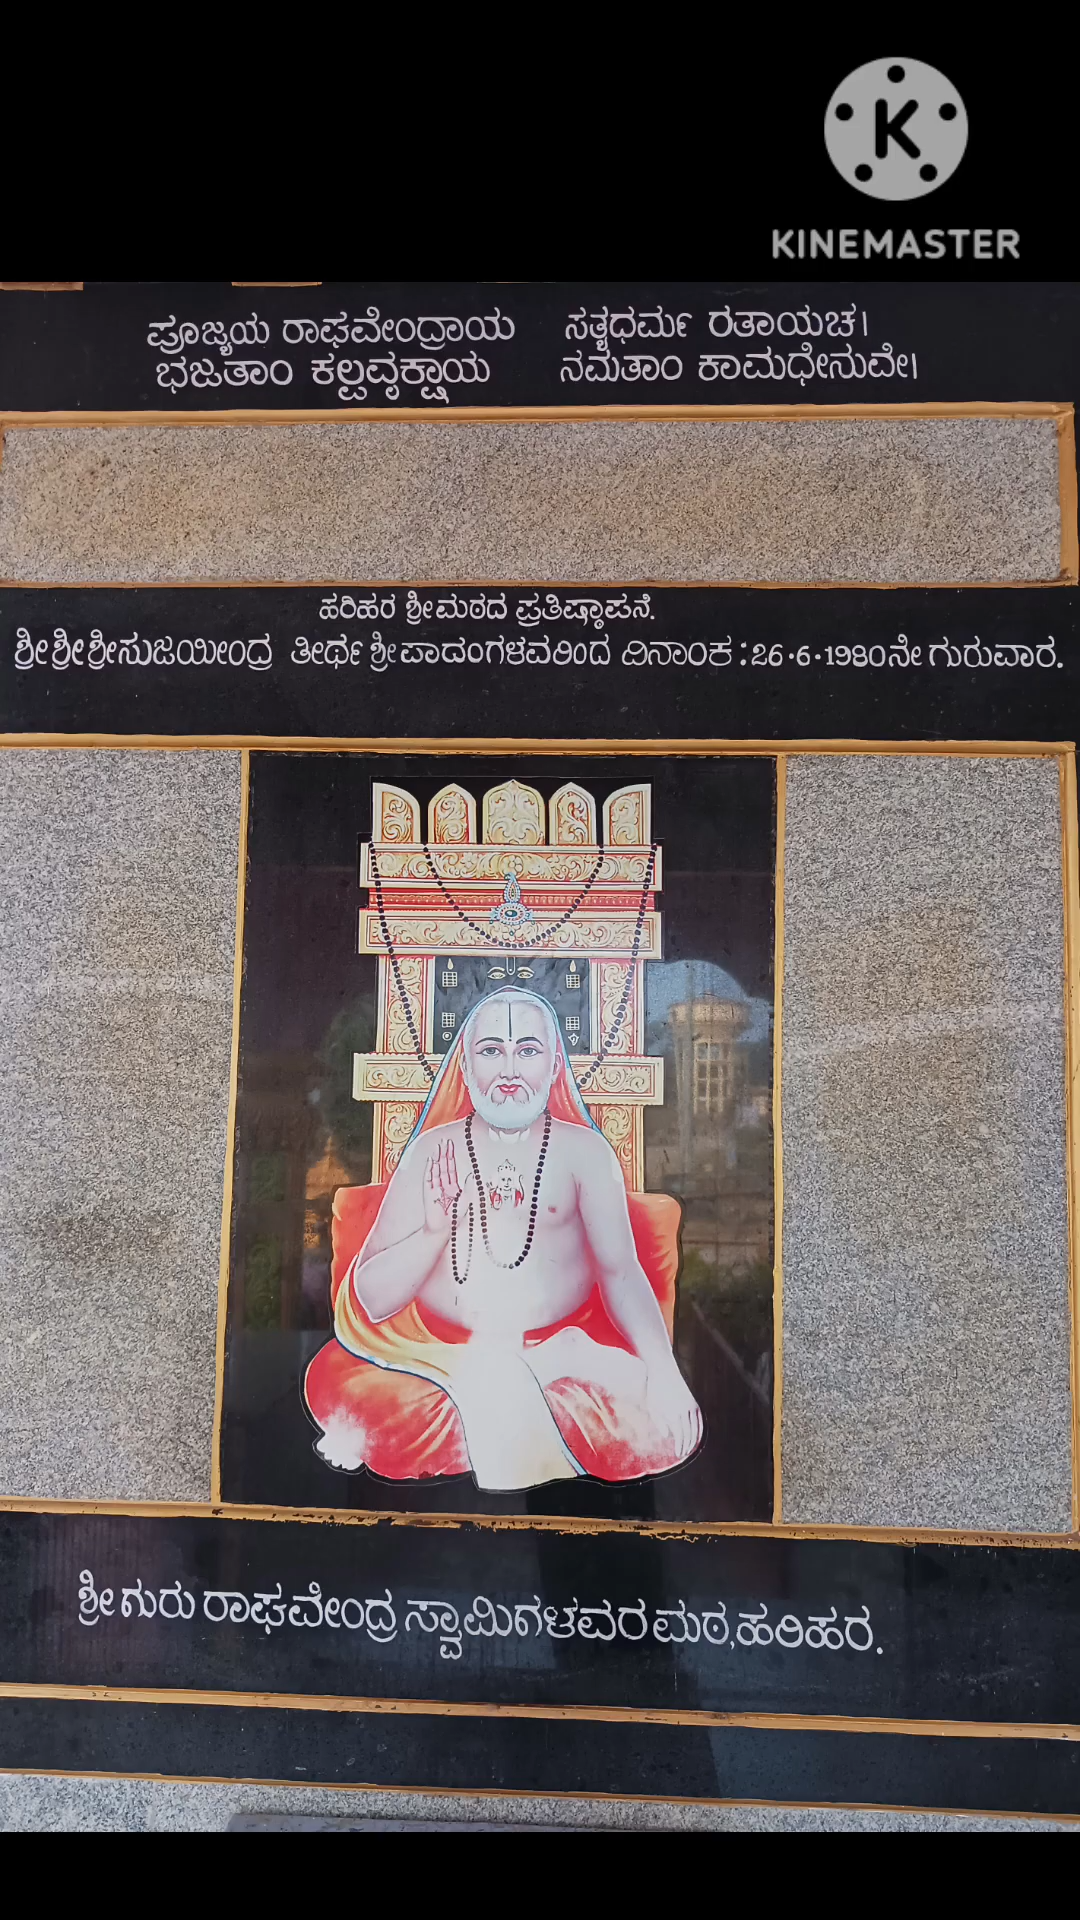 KINEMASTER
ಪೂಜ್ಯಾಯ ರಾಘವೇಂದ್ರಾಯ ಸತ್ಯಧರ್ಮ ರತಾಯಚ।
ಭಜತಾಂ ಕಲ್ಪವೃಕ್ಷಾಯ ನಮತಾಂ ಕಾಮಧೇನುವೇ।
ಹರಿಹರ ಶ್ರೀಮಠದ ಪ್ರತಿಷ್ಠಾಪನೆ.
ಶ್ರೀ ಶ್ರೀ ಶ್ರೀ ಸುಜಯೀಂದ್ರ ತೀರ್ಥ ಶ್ರೀಪಾದಂಗಳವರಿಂದ ದಿನಾಂಕ : 26.6.1980ನೇ ಗುರುವಾರ.
ಶ್ರೀ ಗುರು ರಾಘವೇಂದ್ರ ಸ್ವಾಮಿಗಳವರ ಮಠ, ಹರಿಹರ.